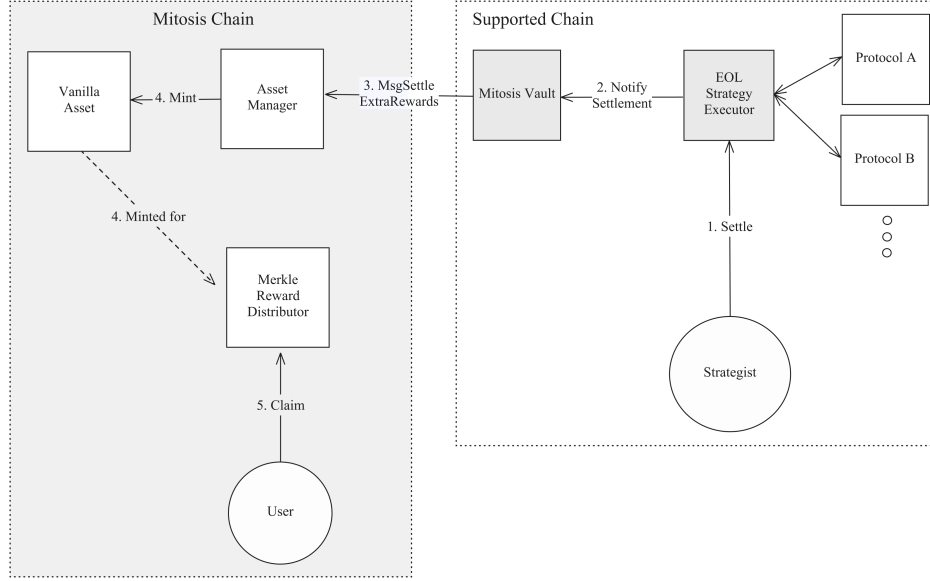 Mitosis Chain
Vanilla
Asset
4. Mint
Asset
Manager
3. MsgSettle
ExtraRewards
4. Minted for
Merkle
Reward
Distributor
5. Claim
User
Supported Chain
Mitosis Vault
2. Notify
Settlement
EOL
Strategy
Executor
Protocol A
Protocol B
1. Settle
Strategist